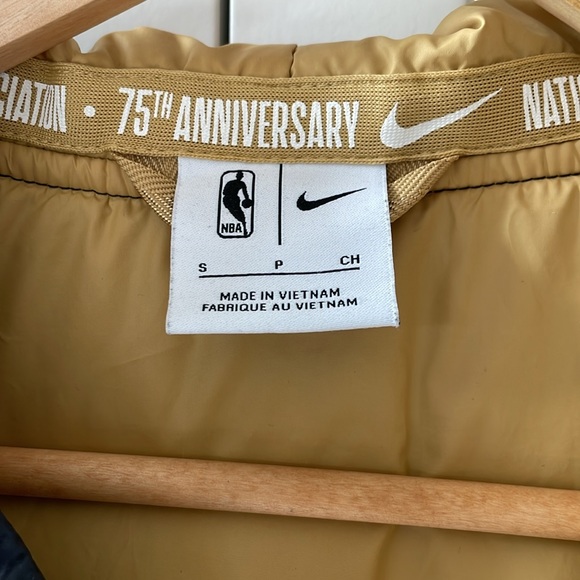 CIATION • 75TH ANNIVERSARY NATI
NBA
S P CH
MADE IN VIETNAM
FABRIQUE AU VIETNAM